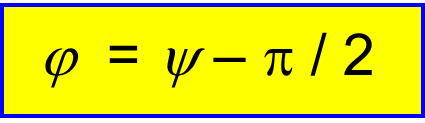 φ = ψ – π / 2